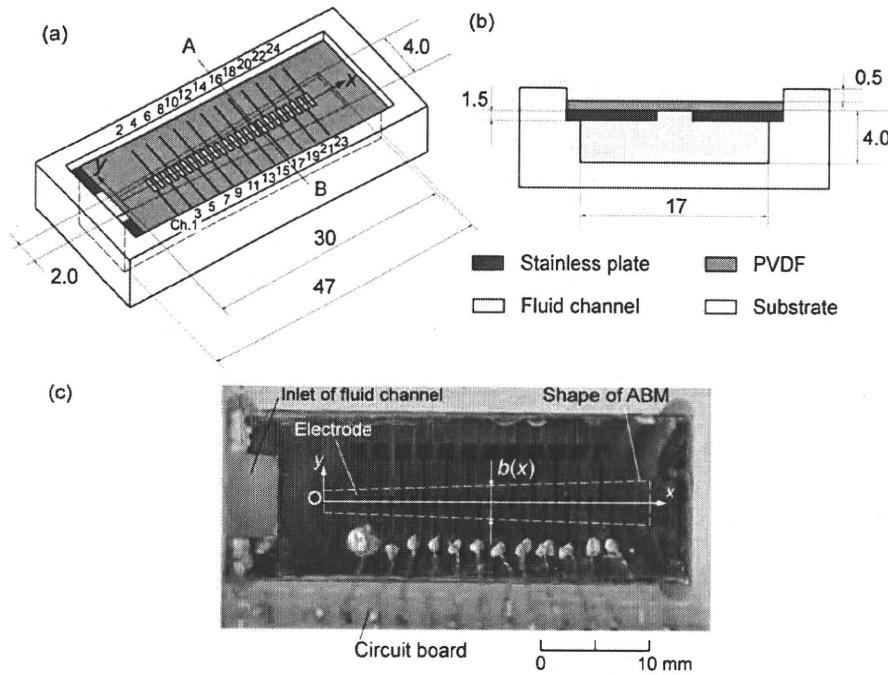 (a)
A
2 4 6 8 10 12 14 16 18 20 22 24
4.0
x
y
Ch.1 3 5 7 9 11 13 15 17 19 21 23
B
2.0
30
47
(b)
0.5
1.5
4.0
17
Stainless plate
PVDF
Fluid channel
Substrate
(c)
Inlet of fluid channel
Shape of ABM
Electrode
y
b(x)
O
x
Circuit board
0 10 mm